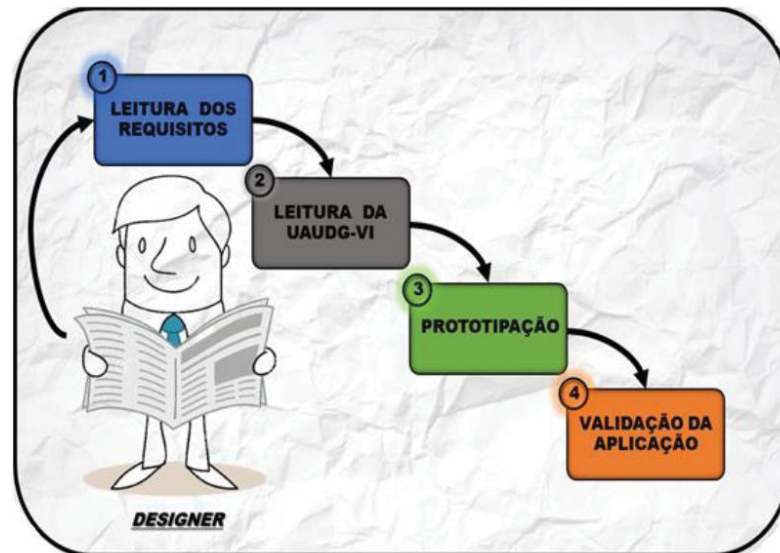 1
LEITURA DOS
REQUISITOS
2
LEITURA DA
UAUDG-VI
3
PROTOTIPAÇÃO
4
VALIDAÇÃO DA
APLICAÇÃO
DESIGNER